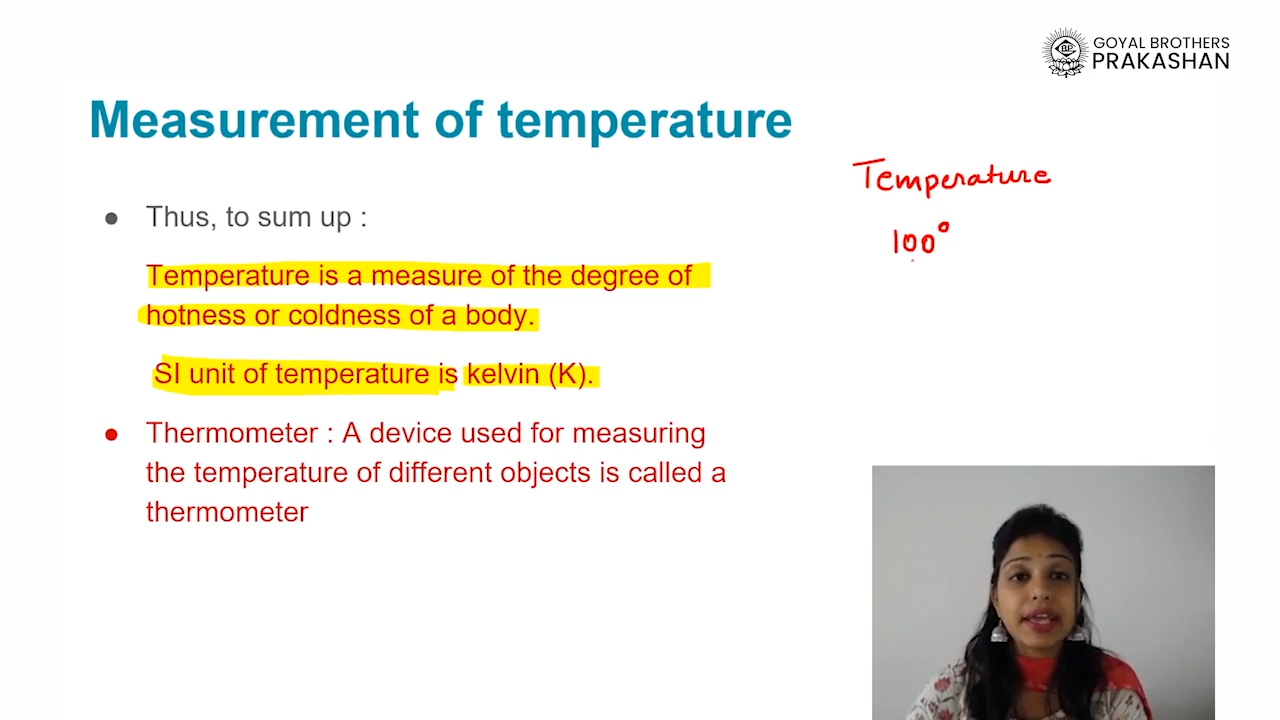 GOYAL BROTHERS
PRAKASHAN
Measurement of temperature
Temperature
100°
● Thus, to sum up :
Temperature is a measure of the degree of
hotness or coldness of a body.
SI unit of temperature is kelvin (K).
● Thermometer : A device used for measuring
the temperature of different objects is called a
thermometer